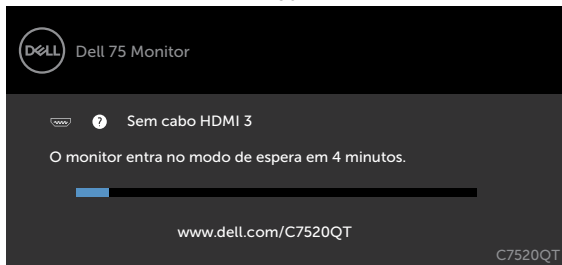 DELL
Dell 75 Monitor
? Sem cabo HDMI 3
O monitor entra no modo de espera em 4 minutos.
www.dell.com/C7520QT
C7520QT